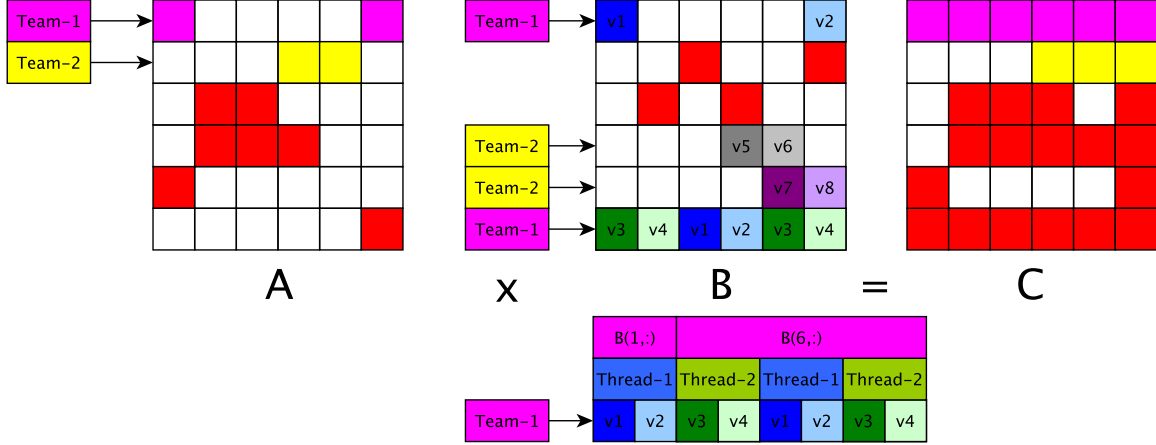 Team-1 Team-1 v1 v2
Team-2
Team-2 v5 v6
Team-2 v7 v8
Team-1 v3 v4 v1 v2 v3 v4
A x B = C
B(1,:) B(6,:)
Thread-1 Thread-2 Thread-1 Thread-2
Team-1 v1 v2 v3 v4 v1 v2 v3 v4